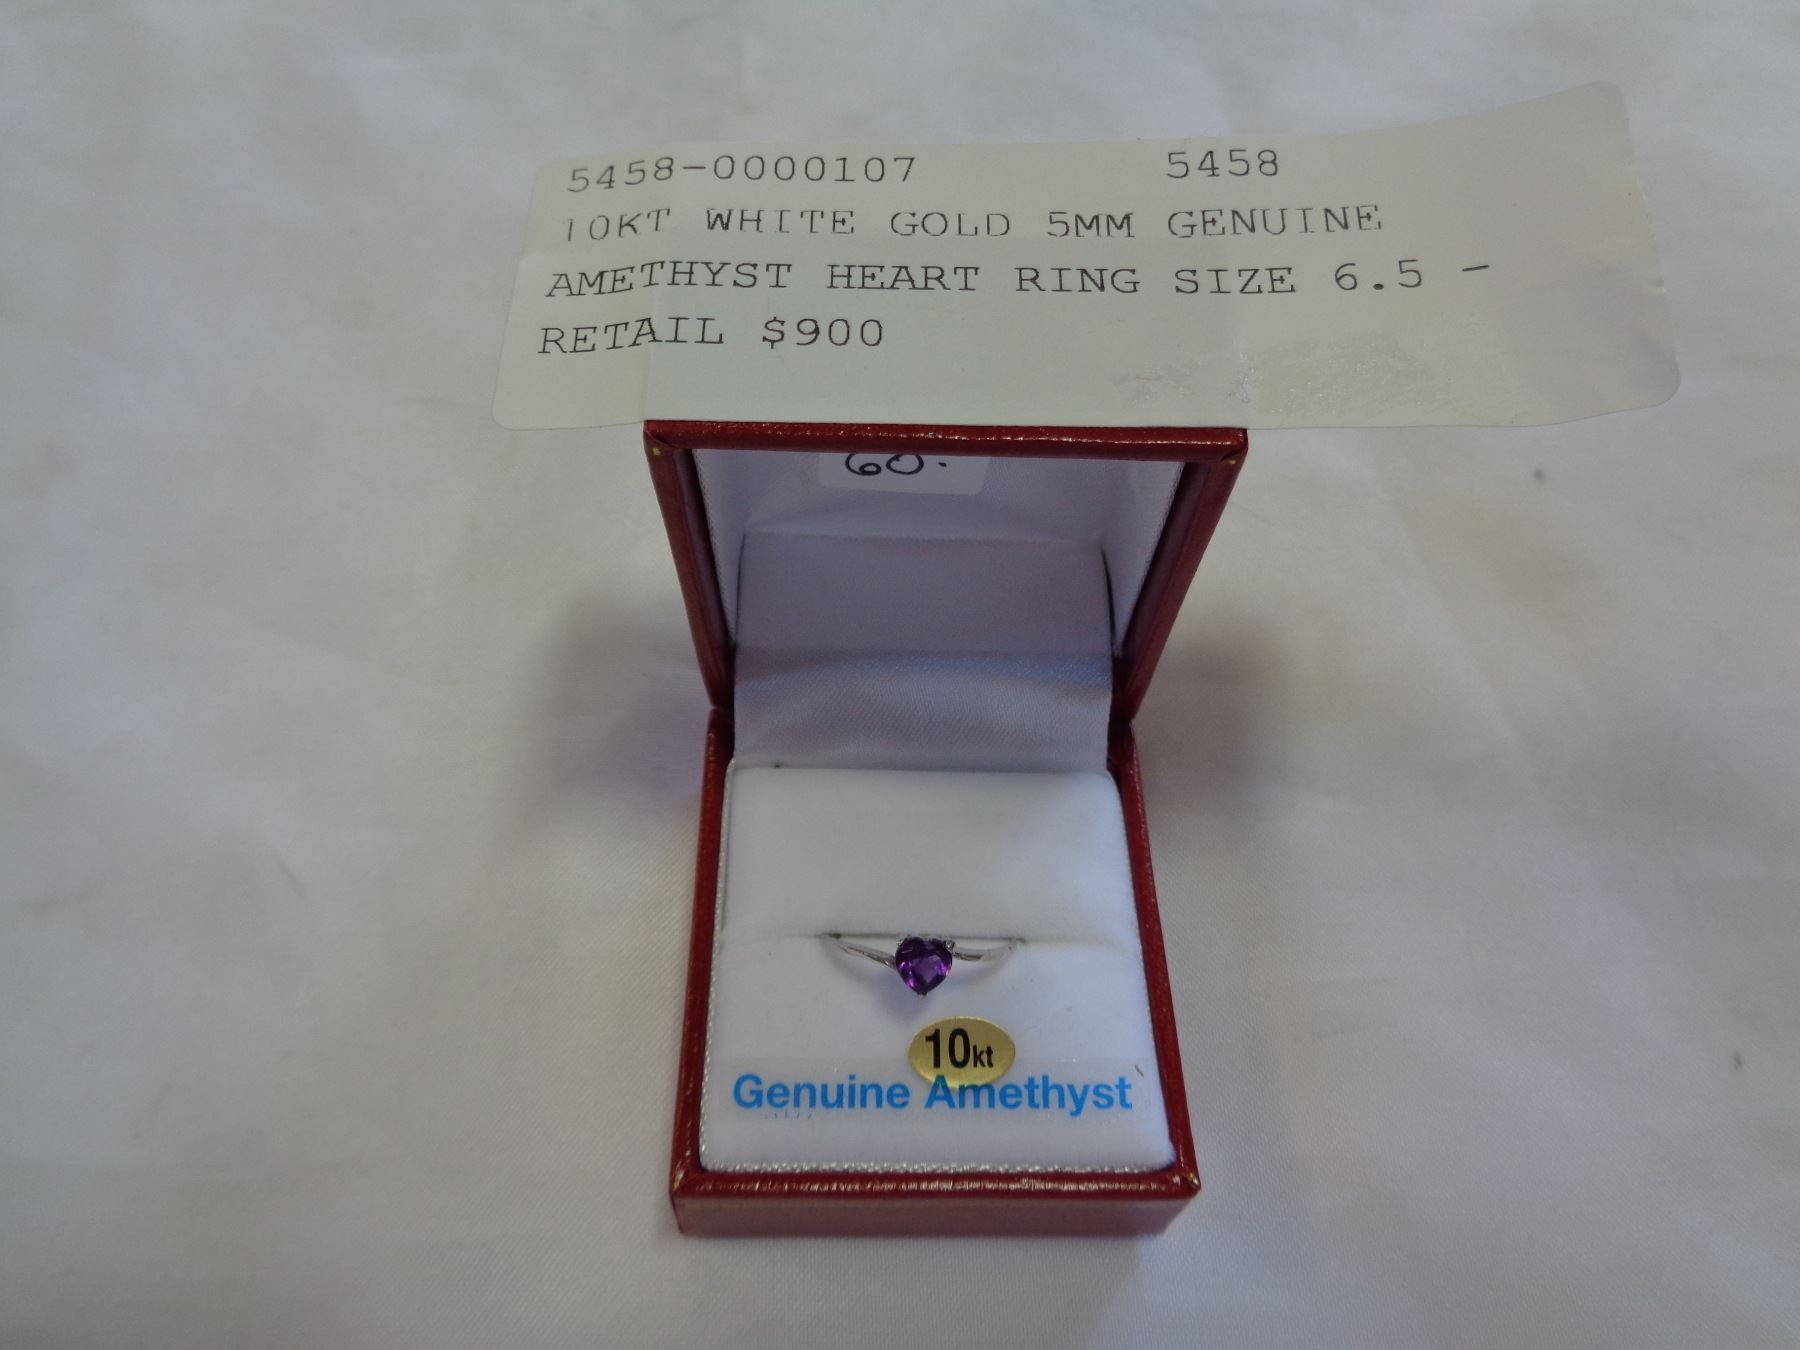 5458-0000107 5458
10KT WHITE GOLD 5MM GENUINE
AMETHYST HEART RING SIZE 6.5 -
RETAIL $900
60.
10kt
Genuine Amethyst